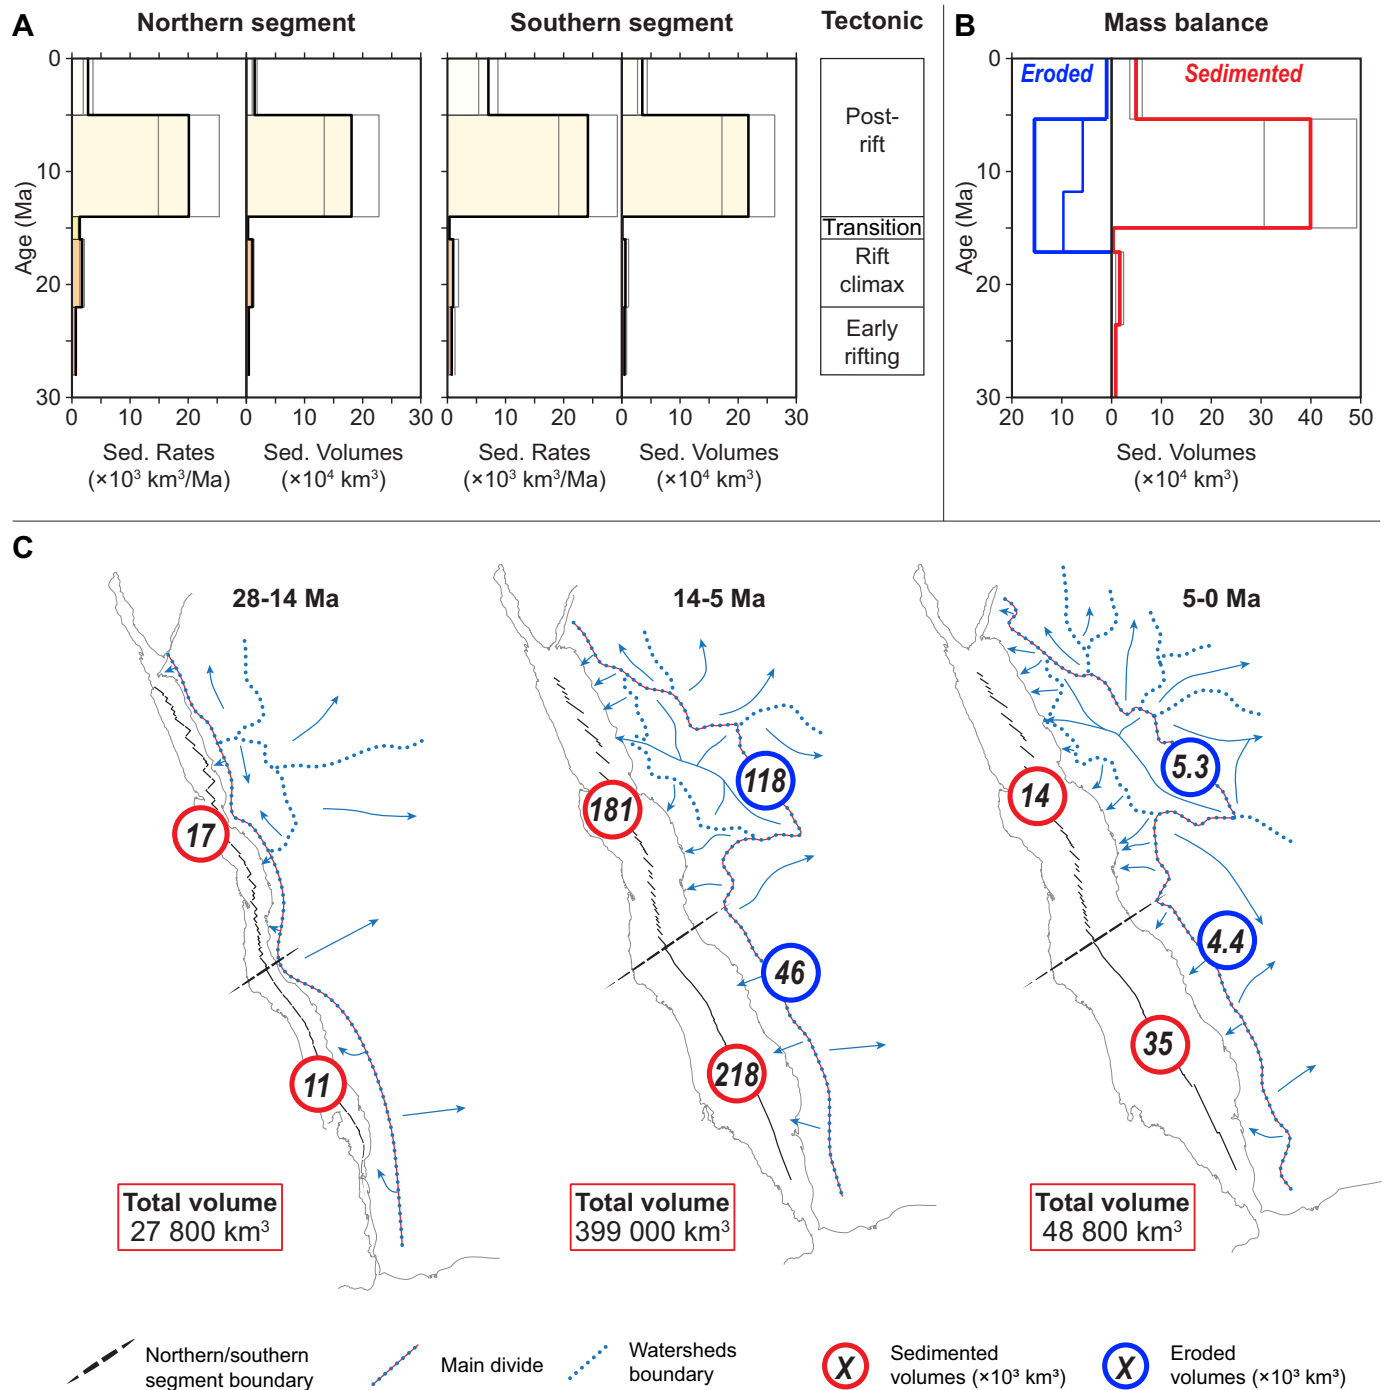 A
Northern segment
Southern segment
Tectonic
B
Mass balance
0
10
20
30
Age (Ma)
0 10 20
0 10 20 30
Sed. Rates
(×10³ km³/Ma)
Sed. Volumes
(×10⁴ km³)
0 10 20
0 10 20 30
Sed. Rates
(×10³ km³/Ma)
Sed. Volumes
(×10⁴ km³)
Post-
rift
Transition
Rift
climax
Early
rifting
Eroded
Sedimented
0
10
20
30
Age (Ma)
20 10 0 10 20 30 40 50
Sed. Volumes
(×10⁴ km³)
C
28-14 Ma
17
11
Total volume
27 800 km³
14-5 Ma
118
181
46
218
Total volume
399 000 km³
5-0 Ma
5.3
14
4.4
35
Total volume
48 800 km³
Northern/southern
segment boundary
Main divide
Watersheds
boundary
X
Sedimented
volumes (×10³ km³)
X
Eroded
volumes (×10³ km³)